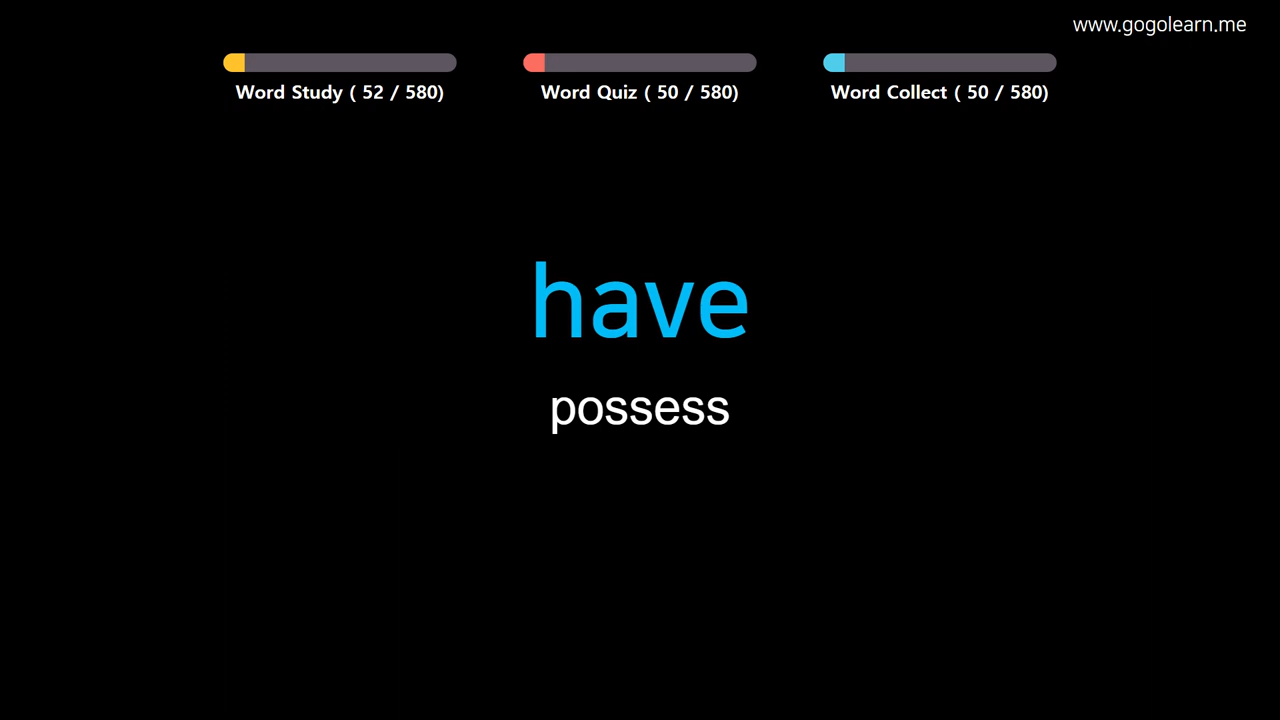 www.gogolearn.me
Word Study ( 52 / 580)
Word Quiz ( 50 / 580)
Word Collect ( 50 / 580)
have
possess